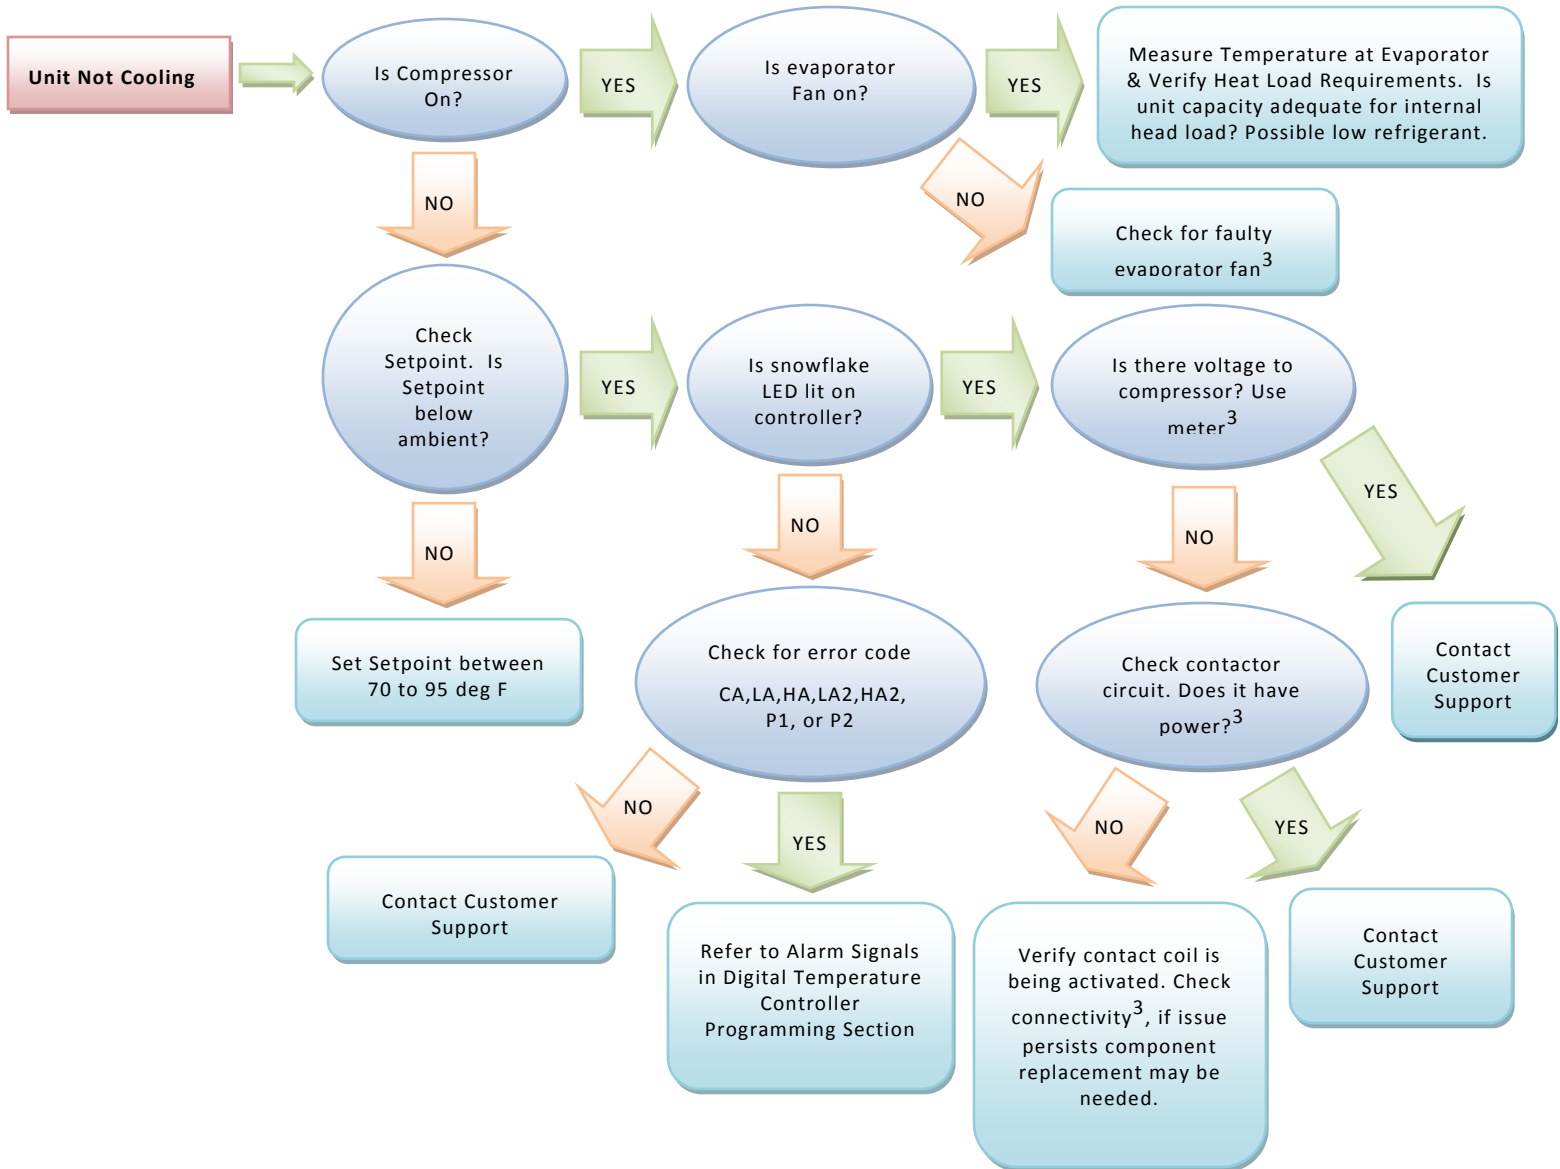 Unit Not Cooling
Is Compressor
On?
YES
Is evaporator
Fan on?
YES
Measure Temperature at Evaporator
& Verify Heat Load Requirements.  Is
unit capacity adequate for internal
head load? Possible low refrigerant.
NO
NO
Check for faulty
evaporator fan3
Check
Setpoint.  Is
Setpoint
below
ambient?
YES
Is snowflake
LED lit on
controller?
YES
Is there voltage to
compressor? Use
meter3
YES
NO
NO
NO
Set Setpoint between
70 to 95 deg F
Check for error code
CA,LA,HA,LA2,HA2,
P1, or P2
Check contactor
circuit. Does it have
power?3
Contact
Customer
Support
NO
YES
NO
YES
Contact Customer
Support
Refer to Alarm Signals
in Digital Temperature
Controller
Programming Section
Verify contact coil is
being activated. Check
connectivity3, if issue
persists component
replacement may be
needed.
Contact
Customer
Support